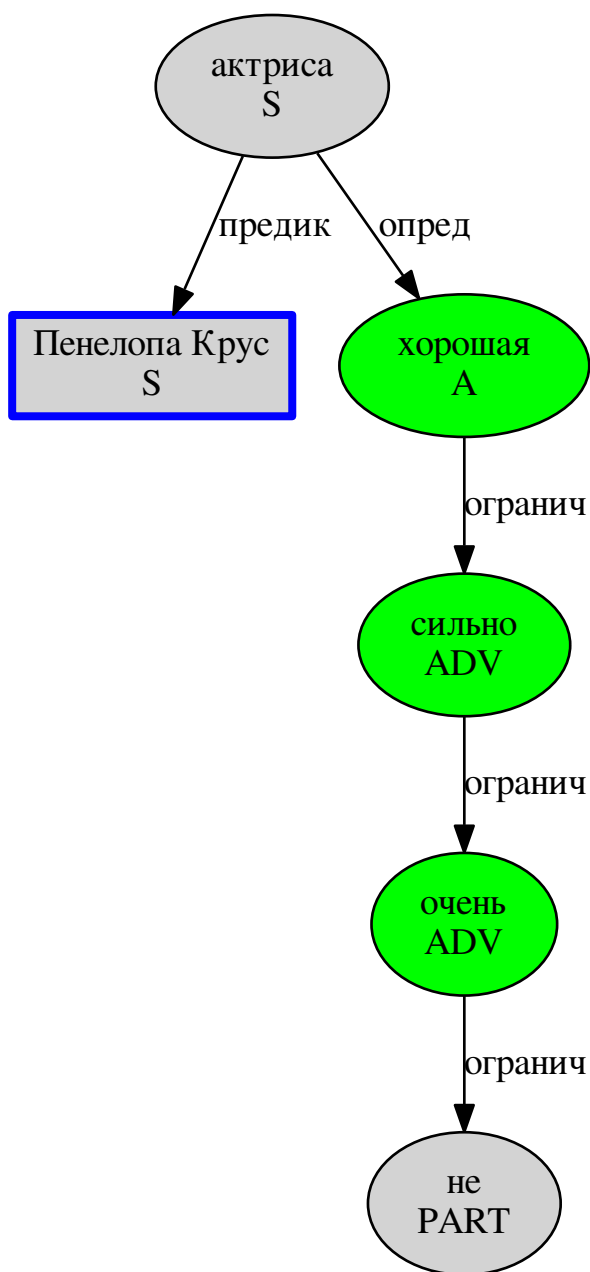 актриса
S
предик
опред
Пенелопа Крус
S
хорошая
A
огранич
сильно
ADV
огранич
очень
ADV
огранич
не
PART